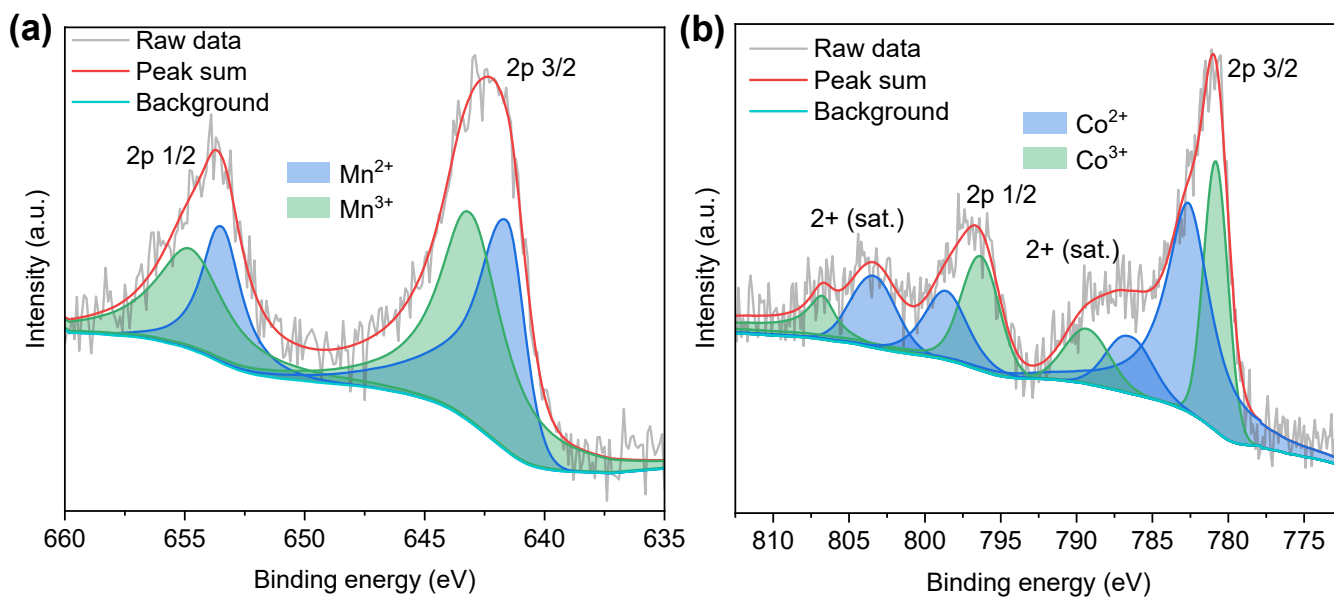 (a)
Raw data
Peak sum
Background
2p 1/2
2p 3/2
Mn²⁺
Mn³⁺
Intensity (a.u.)
660 655 650 645 640 635
Binding energy (eV)
(b)
Raw data
Peak sum
Background
2p 3/2
Co²⁺
Co³⁺
2+ (sat.)
2p 1/2
2+ (sat.)
Intensity (a.u.)
810 805 800 795 790 785 780 775
Binding energy (eV)